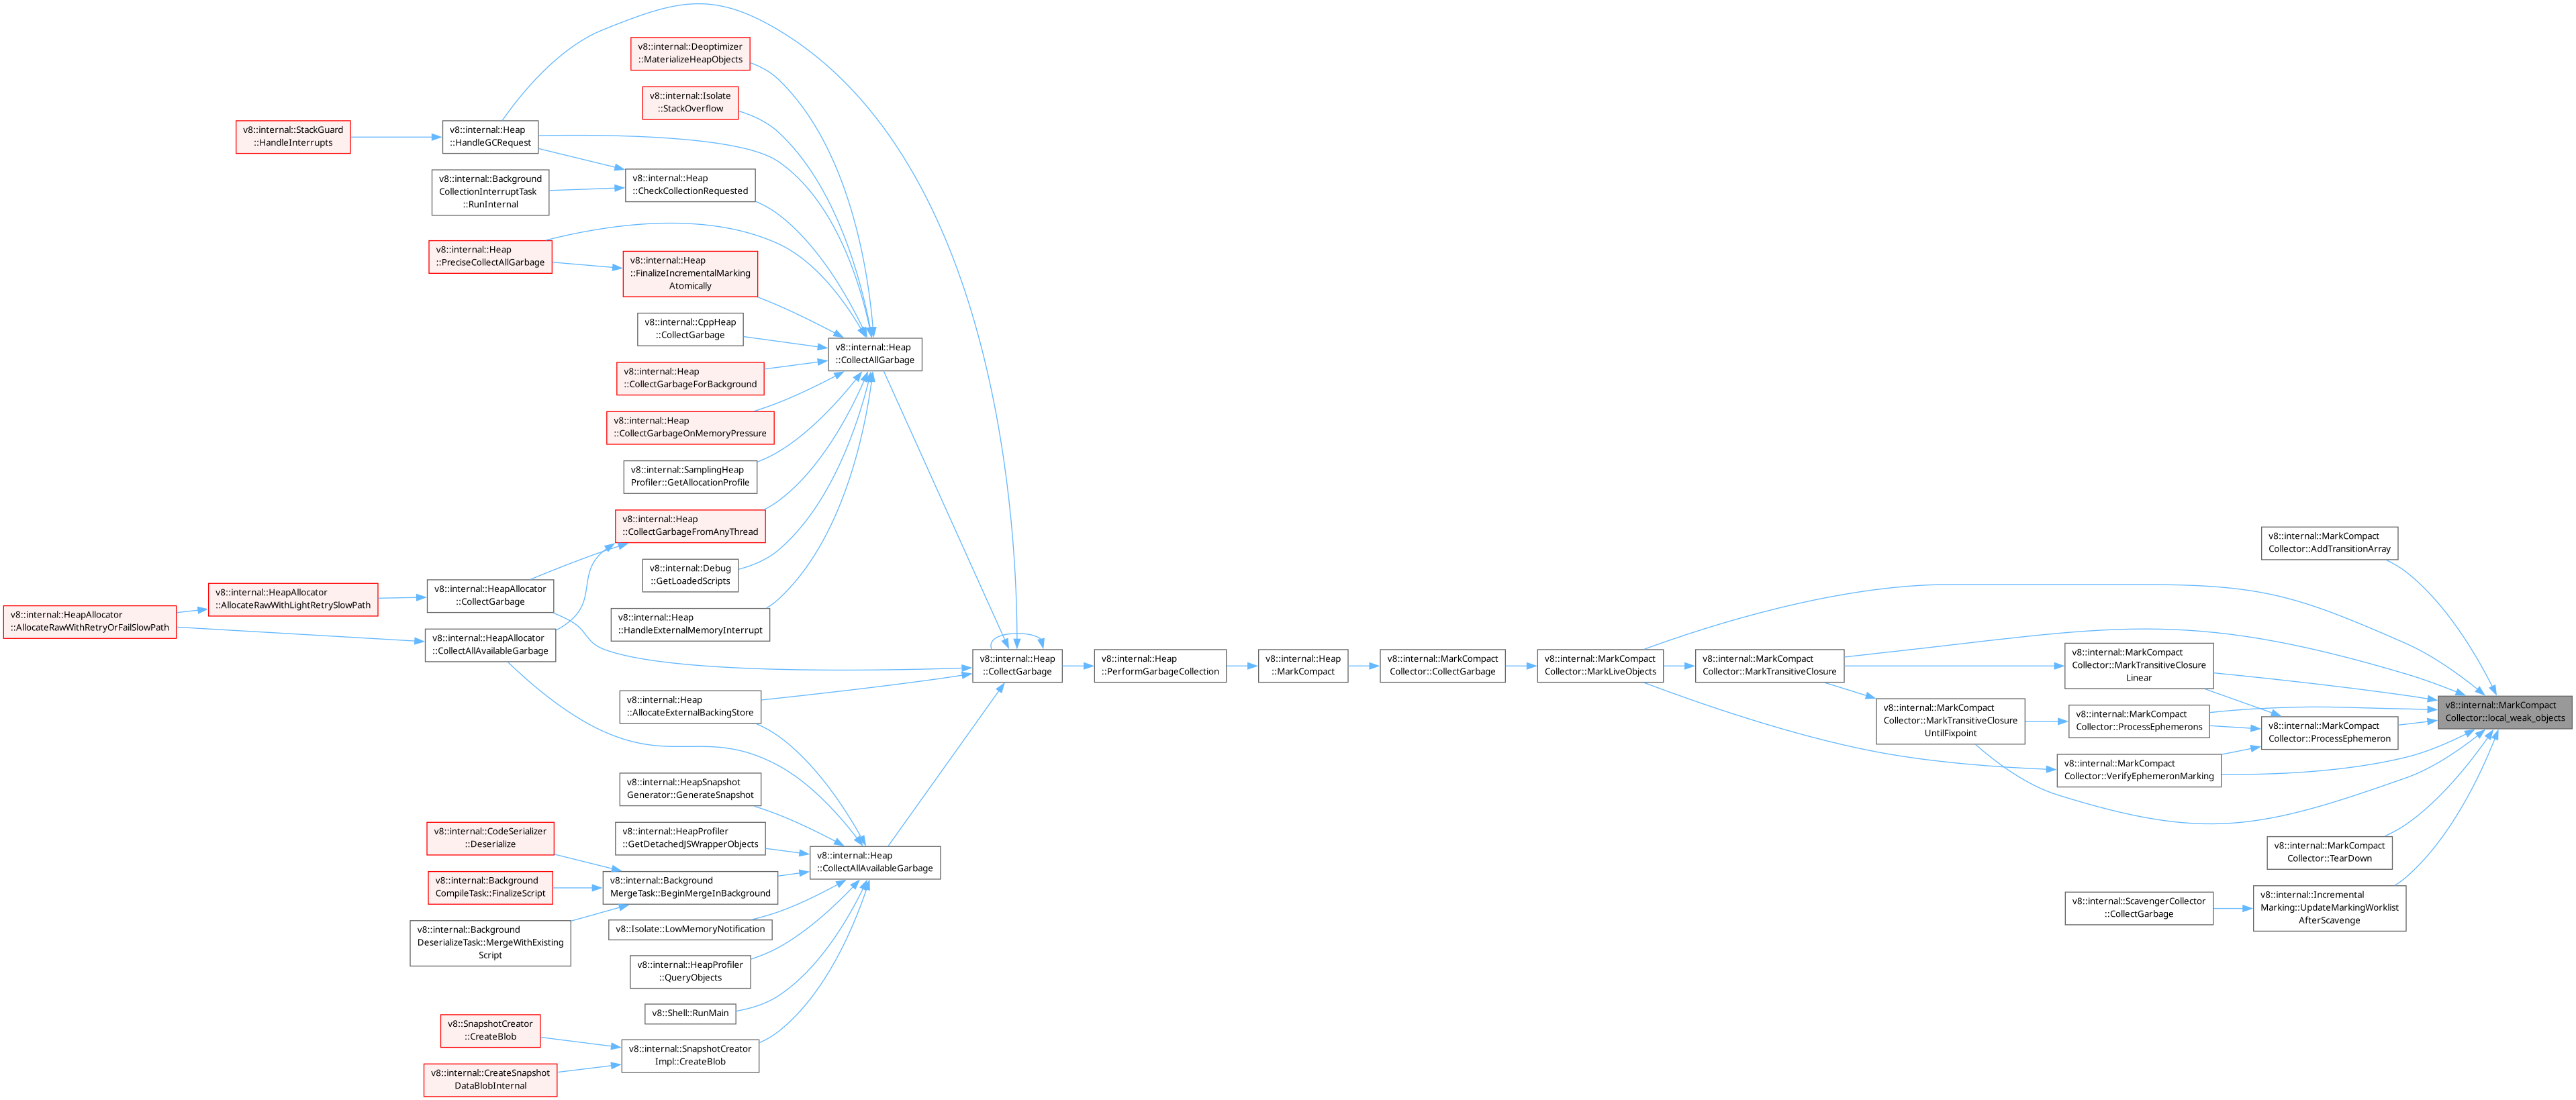 v8::internal::Deoptimizer
::MaterializeHeapObjects
v8::internal::Isolate
::StackOverflow
v8::internal::StackGuard
::HandleInterrupts
v8::internal::Heap
::HandleGCRequest
v8::internal::Background
CollectionInterruptTask
::RunInternal
v8::internal::Heap
::CheckCollectionRequested
v8::internal::Heap
::PreciseCollectAllGarbage
v8::internal::Heap
::FinalizeIncrementalMarking
Atomically
v8::internal::CppHeap
::CollectGarbage
v8::internal::Heap
::CollectAllGarbage
v8::internal::Heap
::CollectGarbageForBackground
v8::internal::Heap
::CollectGarbageOnMemoryPressure
v8::internal::SamplingHeap
Profiler::GetAllocationProfile
v8::internal::Heap
::CollectGarbageFromAnyThread
v8::internal::Debug
::GetLoadedScripts
v8::internal::Heap
::HandleExternalMemoryInterrupt
v8::internal::HeapAllocator
::AllocateRawWithRetryOrFailSlowPath
v8::internal::HeapAllocator
::AllocateRawWithLightRetrySlowPath
v8::internal::HeapAllocator
::CollectGarbage
v8::internal::HeapAllocator
::CollectAllAvailableGarbage
v8::internal::Heap
::CollectGarbage
v8::internal::Heap
::PerformGarbageCollection
v8::internal::Heap
::MarkCompact
v8::internal::MarkCompact
Collector::CollectGarbage
v8::internal::MarkCompact
Collector::MarkLiveObjects
v8::internal::MarkCompact
Collector::MarkTransitiveClosure
v8::internal::MarkCompact
Collector::AddTransitionArray
v8::internal::MarkCompact
Collector::MarkTransitiveClosure
Linear
v8::internal::MarkCompact
Collector::MarkTransitiveClosure
UntilFixpoint
v8::internal::MarkCompact
Collector::ProcessEphemerons
v8::internal::MarkCompact
Collector::ProcessEphemeron
v8::internal::MarkCompact
Collector::local_weak_objects
v8::internal::MarkCompact
Collector::VerifyEphemeronMarking
v8::internal::MarkCompact
Collector::TearDown
v8::internal::ScavengerCollector
::CollectGarbage
v8::internal::Incremental
Marking::UpdateMarkingWorklist
AfterScavenge
v8::internal::Heap
::AllocateExternalBackingStore
v8::internal::HeapSnapshot
Generator::GenerateSnapshot
v8::internal::HeapProfiler
::GetDetachedJSWrapperObjects
v8::internal::Heap
::CollectAllAvailableGarbage
v8::internal::CodeSerializer
::Deserialize
v8::internal::Background
CompileTask::FinalizeScript
v8::internal::Background
MergeTask::BeginMergeInBackground
v8::internal::Background
DeserializeTask::MergeWithExisting
Script
v8::Isolate::LowMemoryNotification
v8::internal::HeapProfiler
::QueryObjects
v8::Shell::RunMain
v8::SnapshotCreator
::CreateBlob
v8::internal::SnapshotCreator
Impl::CreateBlob
v8::internal::CreateSnapshot
DataBlobInternal